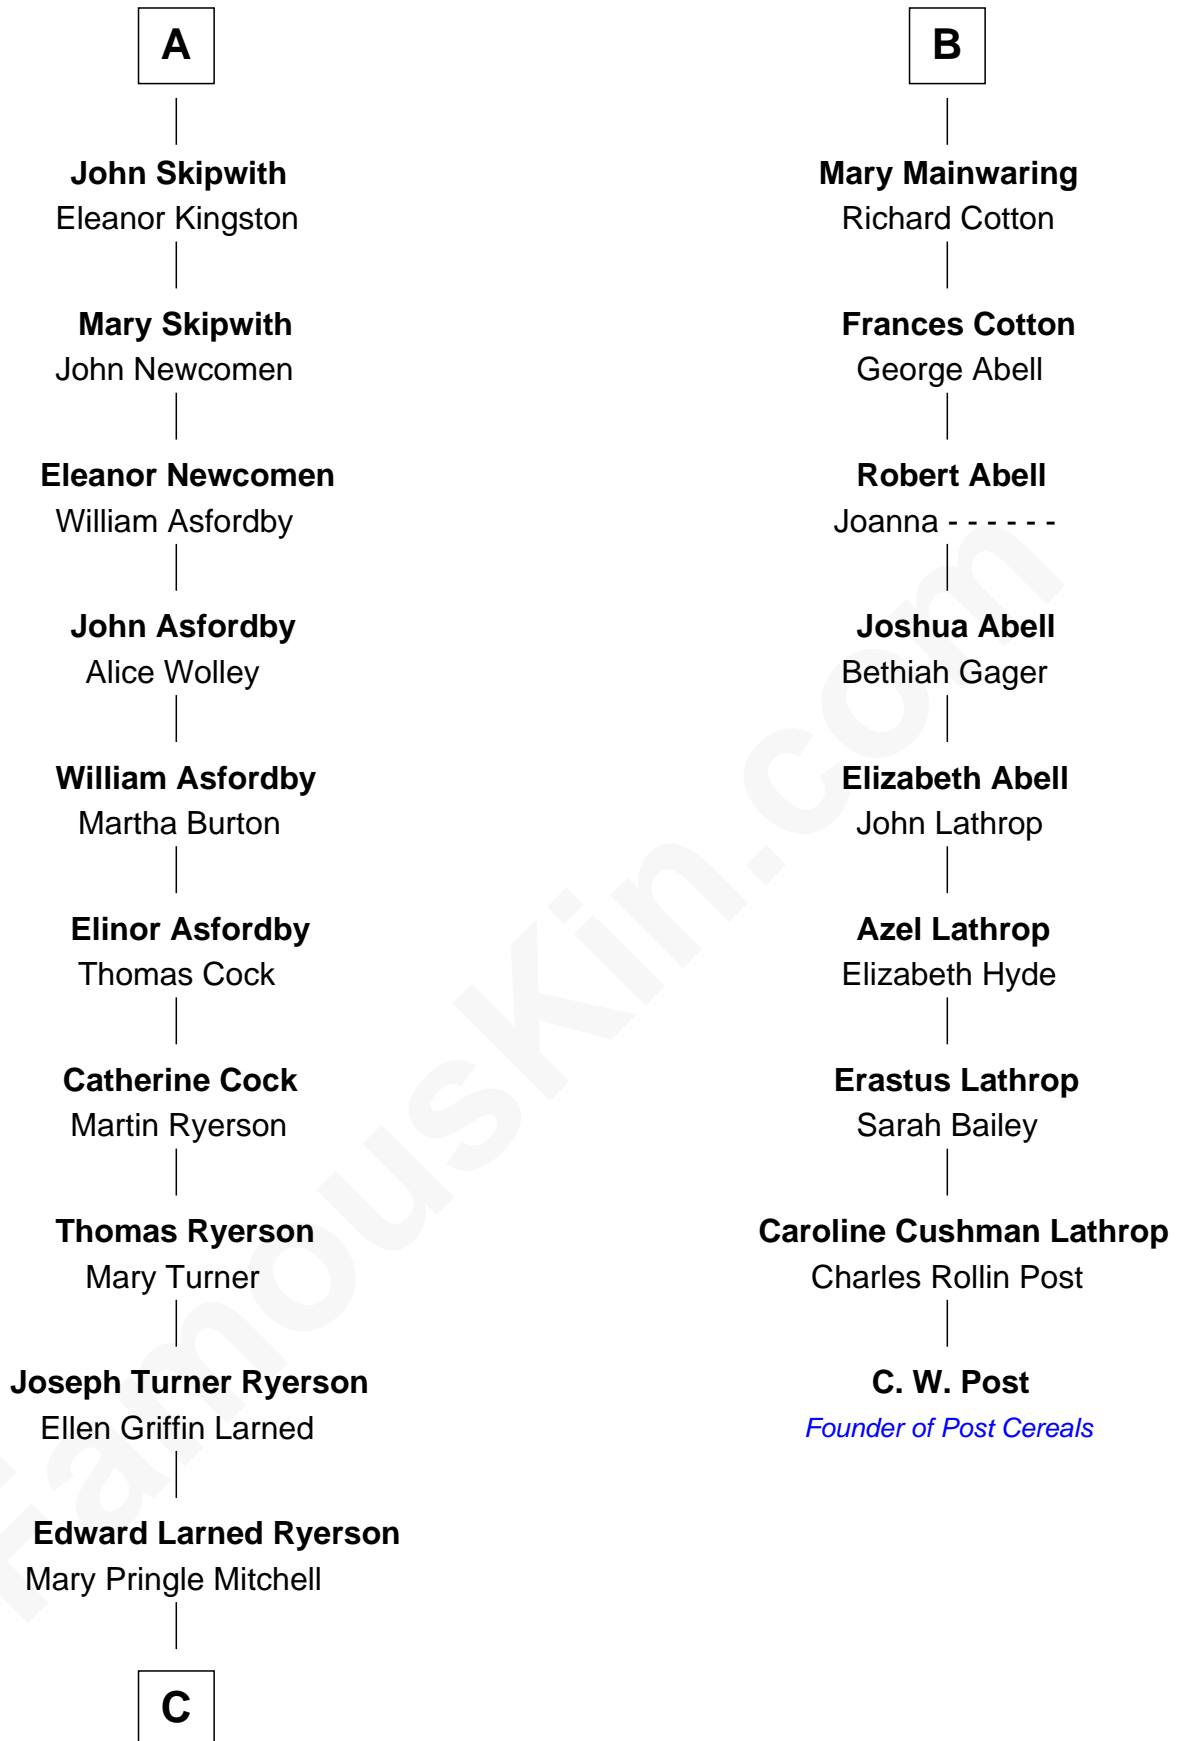 A
John Skipwith
Eleanor Kingston
Mary Skipwith
John Newcomen
Eleanor Newcomen
William Asfordby
John Asfordby
Alice Wolley
William Asfordby
Martha Burton
Elinor Asfordby
Thomas Cock
Catherine Cock
Martin Ryerson
Thomas Ryerson
Mary Turner
Joseph Turner Ryerson
Ellen Griffin Larned
Edward Larned Ryerson
Mary Pringle Mitchell
C
B
Mary Mainwaring
Richard Cotton
Frances Cotton
George Abell
Robert Abell
Joanna - - - - - -
Joshua Abell
Bethiah Gager
Elizabeth Abell
John Lathrop
Azel Lathrop
Elizabeth Hyde
Erastus Lathrop
Sarah Bailey
Caroline Cushman Lathrop
Charles Rollin Post
C. W. Post
Founder of Post Cereals
FamousKin.com